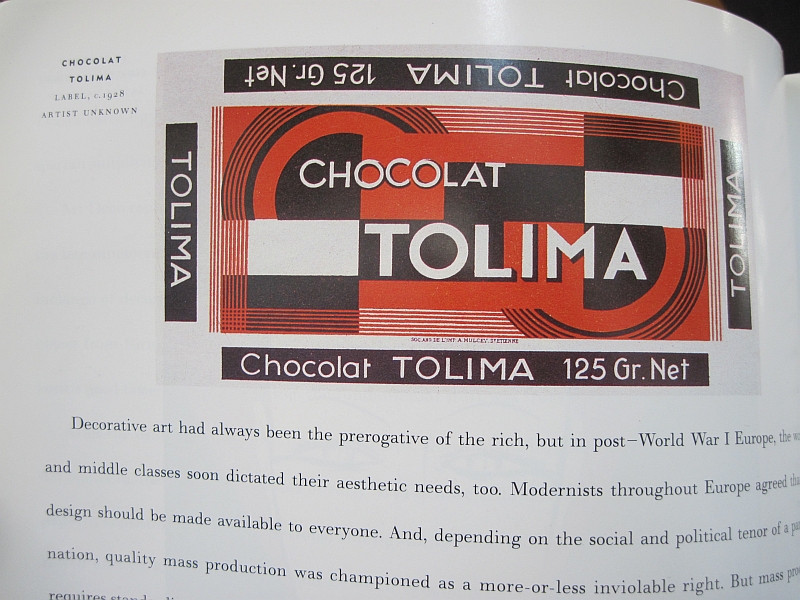 CHOCOLAT
TOLIMA
LABEL, c.1928
ARTIST UNKNOWN
Chocolat TOLIMA 125 Gr. Net
TOLIMA
CHOCOLAT
TOLIMA
TOLIMA
Chocolat TOLIMA 125 Gr. Net
Decorative art had always been the prerogative of the rich, but in post–World War I Europe, the
and middle classes soon dictated their aesthetic needs, too. Modernists throughout Europe agreed
design should be made available to everyone. And, depending on the social and political tenor of a
nation, quality mass production was championed as a more-or-less inviolable right. But mass
requires